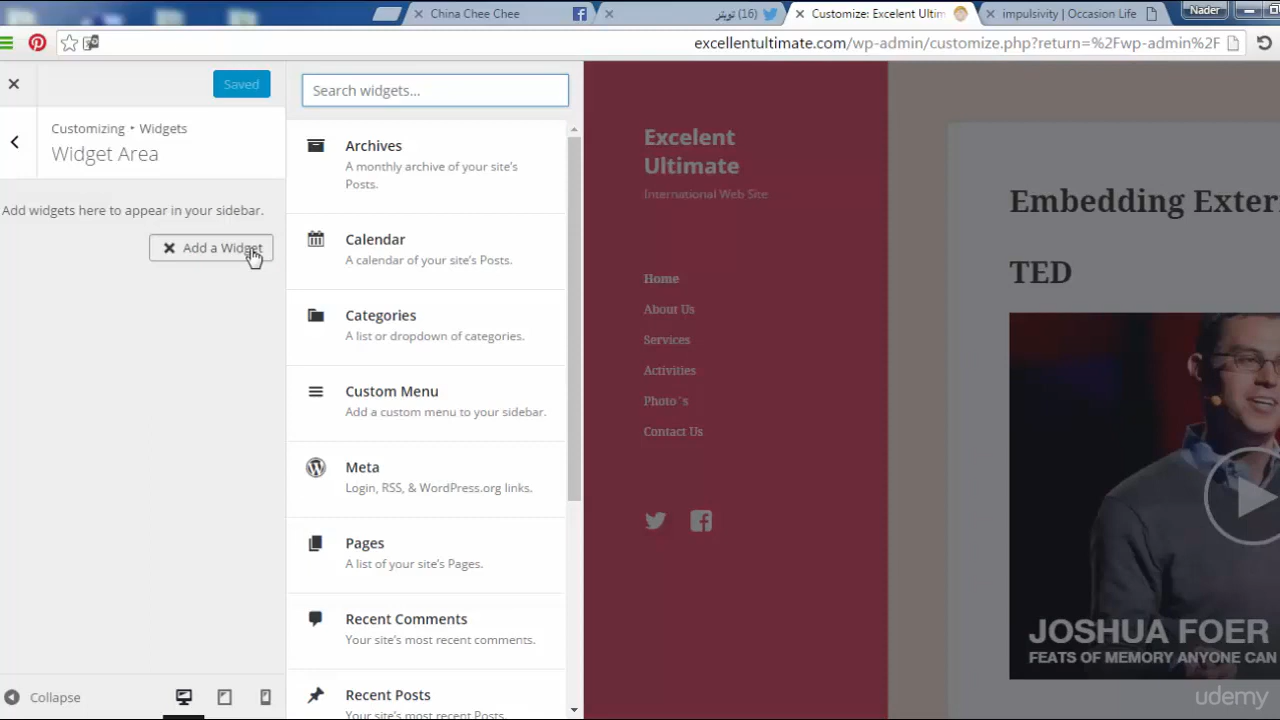 China Chee Chee
(16) تويتر
Customize: Excelent Ultim
impulsivity | Occasion Life
Nader
excellentultimate.com/wp-admin/customize.php?return=%2Fwp-admin%2F
Saved
Customizing • Widgets
Widget Area
Add widgets here to appear in your sidebar.
Add a Widget
Collapse
Search widgets...
Archives
A monthly archive of your site's
Posts.
Calendar
A calendar of your site's Posts.
Categories
A list or dropdown of categories.
Custom Menu
Add a custom menu to your sidebar.
Meta
Login, RSS, & WordPress.org links.
Pages
A list of your site's Pages.
Recent Comments
Your site's most recent comments.
Recent Posts
Your site's most recent Posts.
Excelent
Ultimate
International Web Site
Home
About Us
Services
Activities
Photo´s
Contact Us
Embedding Exter
TED
JOSHUA FOER
FEATS OF MEMORY ANYONE CAN
udemy